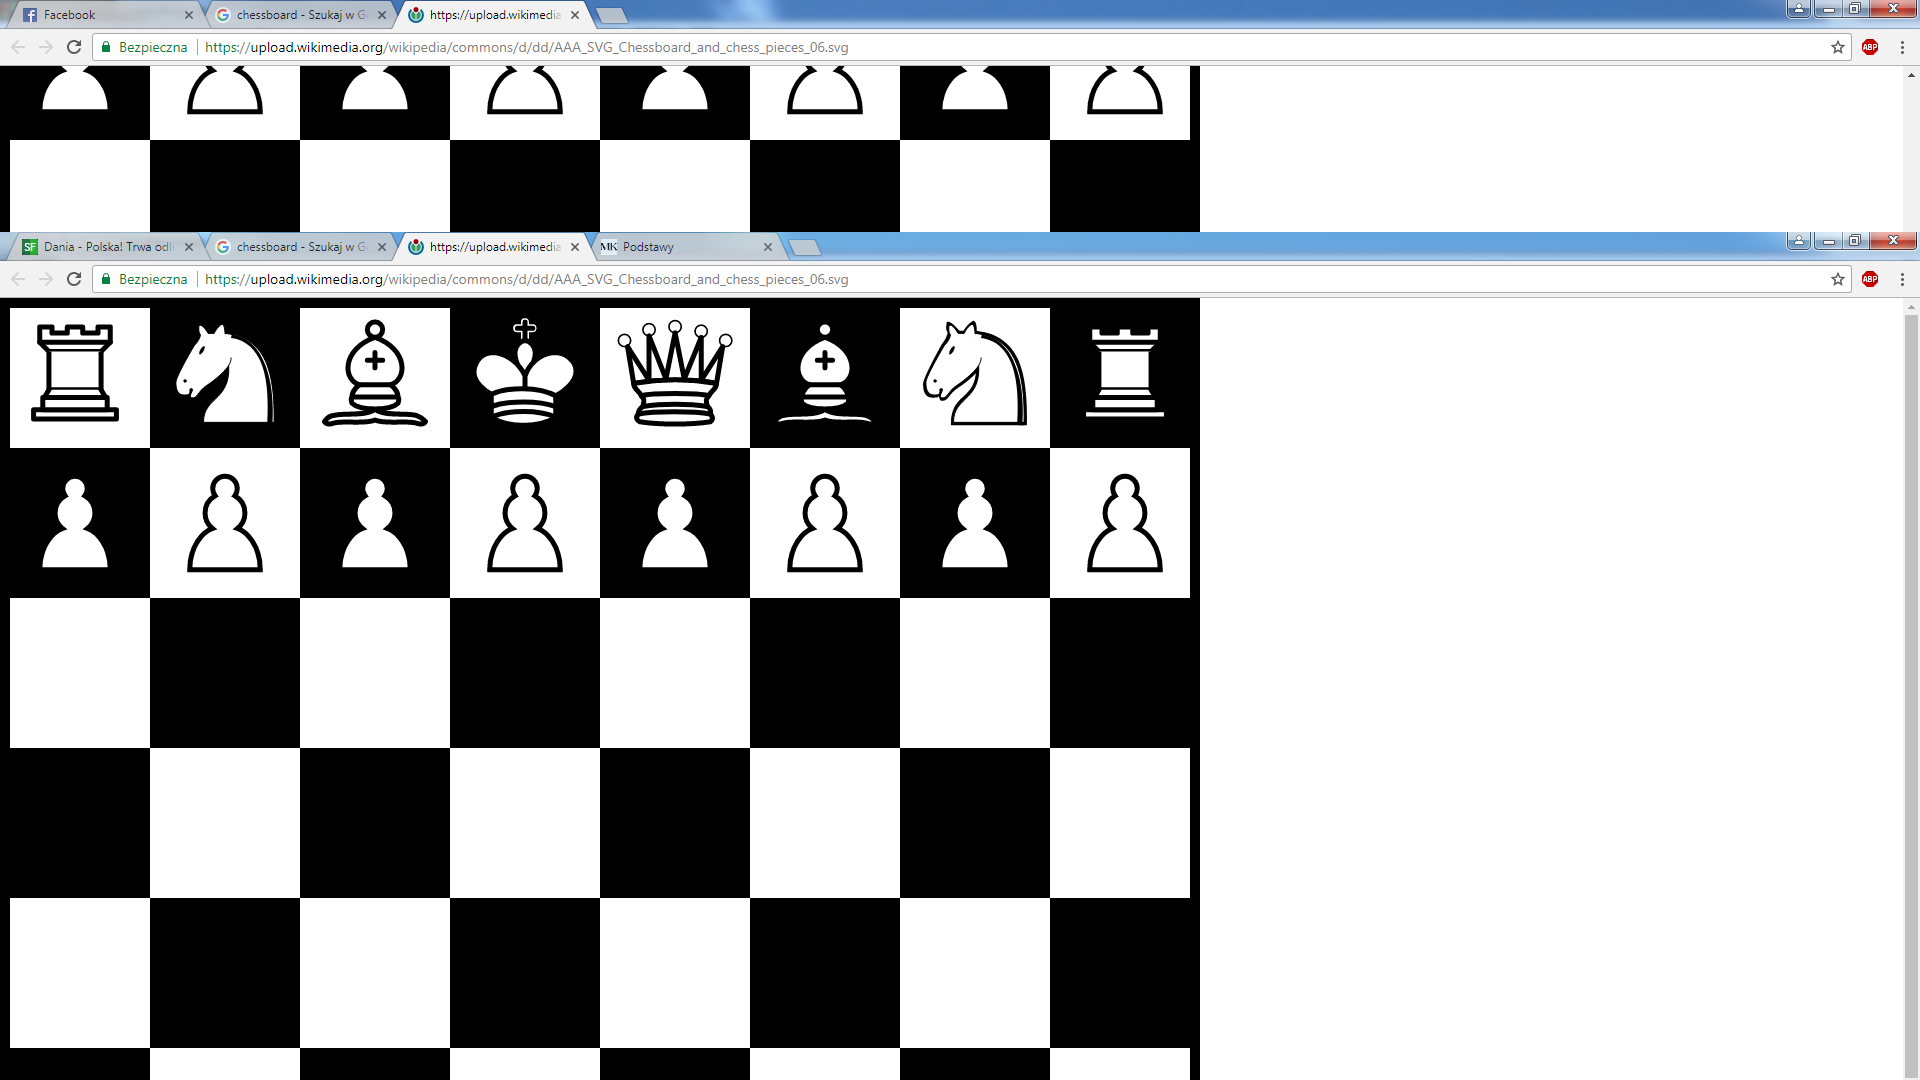 Facebook
chessboard - Szukaj w G
https://upload.wikimedia
Bezpieczna
https://upload.wikimedia.org/wikipedia/commons/d/dd/AAA_SVG_Chessboard_and_chess_pieces_06.svg
ABP
SF
Dania - Polska! Trwa odli
chessboard - Szukaj w G
https://upload.wikimedia
MK
Podstawy
Bezpieczna
https://upload.wikimedia.org/wikipedia/commons/d/dd/AAA_SVG_Chessboard_and_chess_pieces_06.svg
ABP